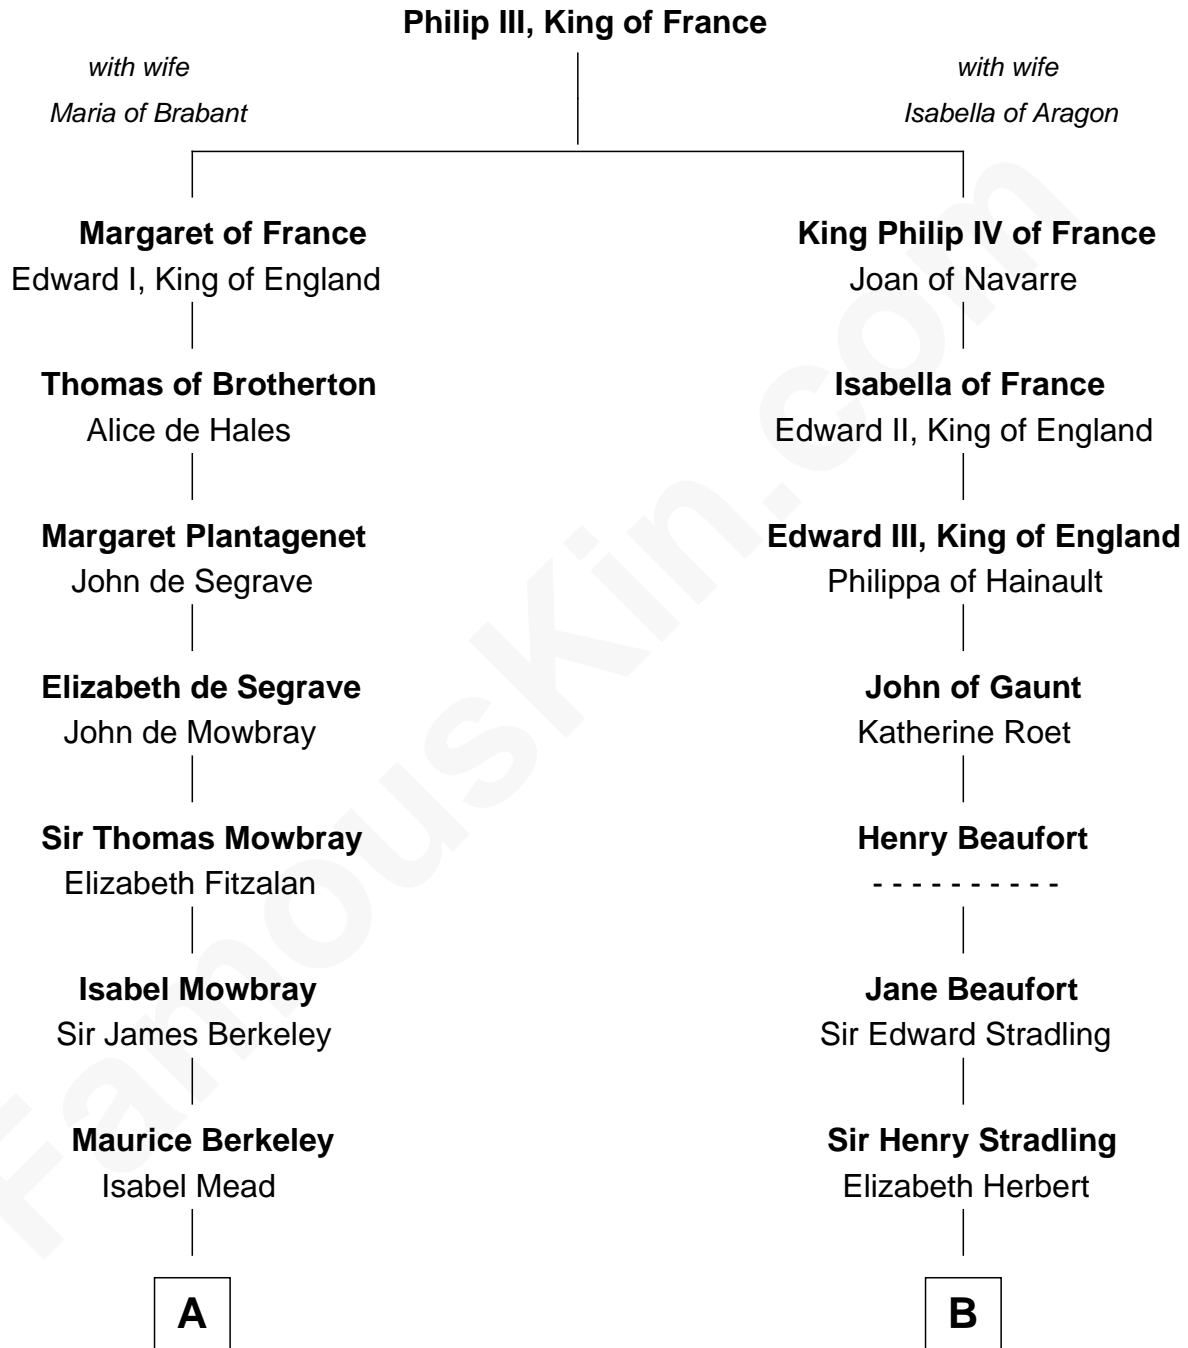 Philip III, King of France
with wife
Maria of Brabant
with wife
Isabella of Aragon
Margaret of France
Edward I, King of England
King Philip IV of France
Joan of Navarre
Thomas of Brotherton
Alice de Hales
Isabella of France
Edward II, King of England
Margaret Plantagenet
John de Segrave
Edward III, King of England
Philippa of Hainault
Elizabeth de Segrave
John de Mowbray
John of Gaunt
Katherine Roet
Sir Thomas Mowbray
Elizabeth Fitzalan
Henry Beaufort
- - - - - - - - - -
Isabel Mowbray
Sir James Berkeley
Jane Beaufort
Sir Edward Stradling
Maurice Berkeley
Isabel Mead
Sir Henry Stradling
Elizabeth Herbert
A
B
FamousKin.com